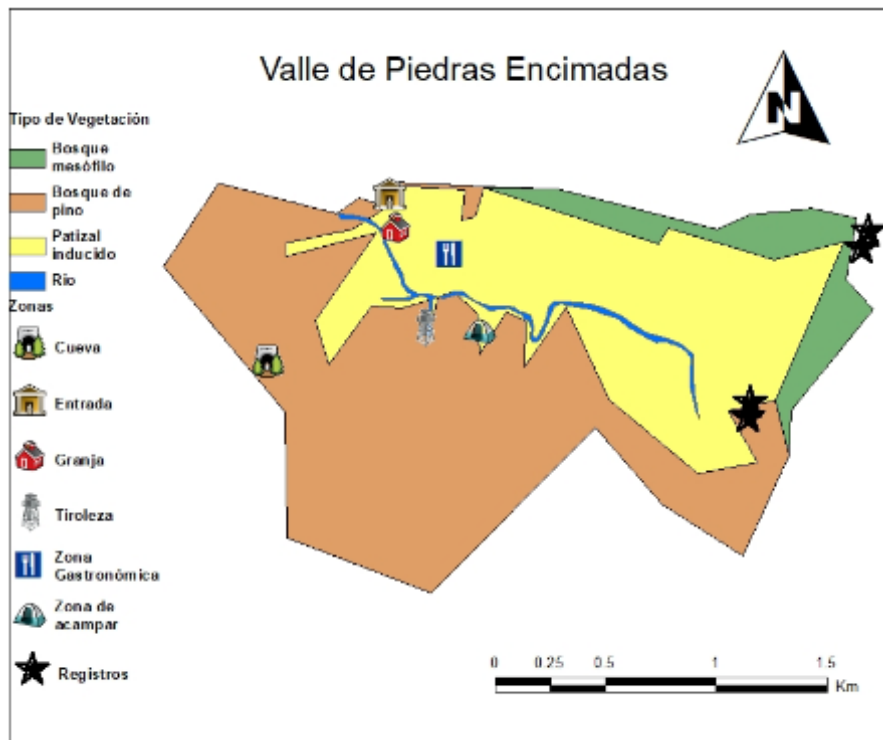 Valle de Piedras Encimadas
N
Tipo de Vegetación
Bosque
mesófilo
Bosque de
pino
Patizal
inducido
Río
Zonas
Cueva
Entrada
Granja
Tiroleza
Zona
Gastronómica
Zona de
acampar
Registros
0 0.25 0.5 1 1.5
Km